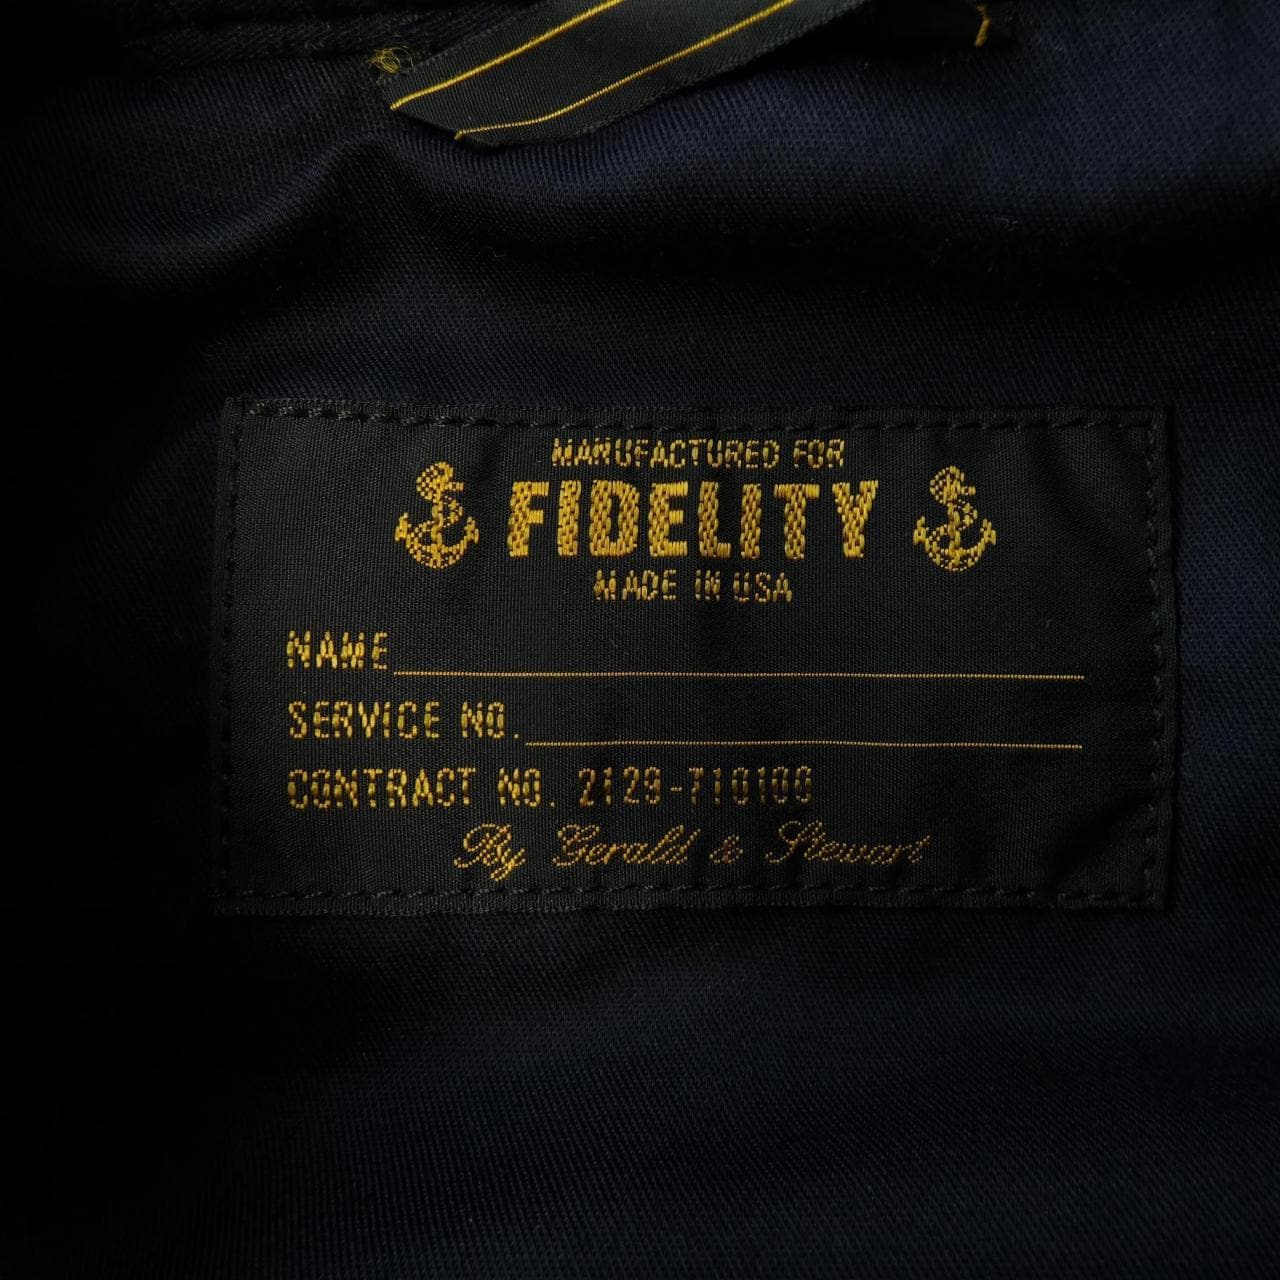 MANUFACTURED FOR
FIDELITY
MADE IN USA
NAME
SERVICE NO.
CONTRACT NO. 2129-710100
By Gerald & Stewart